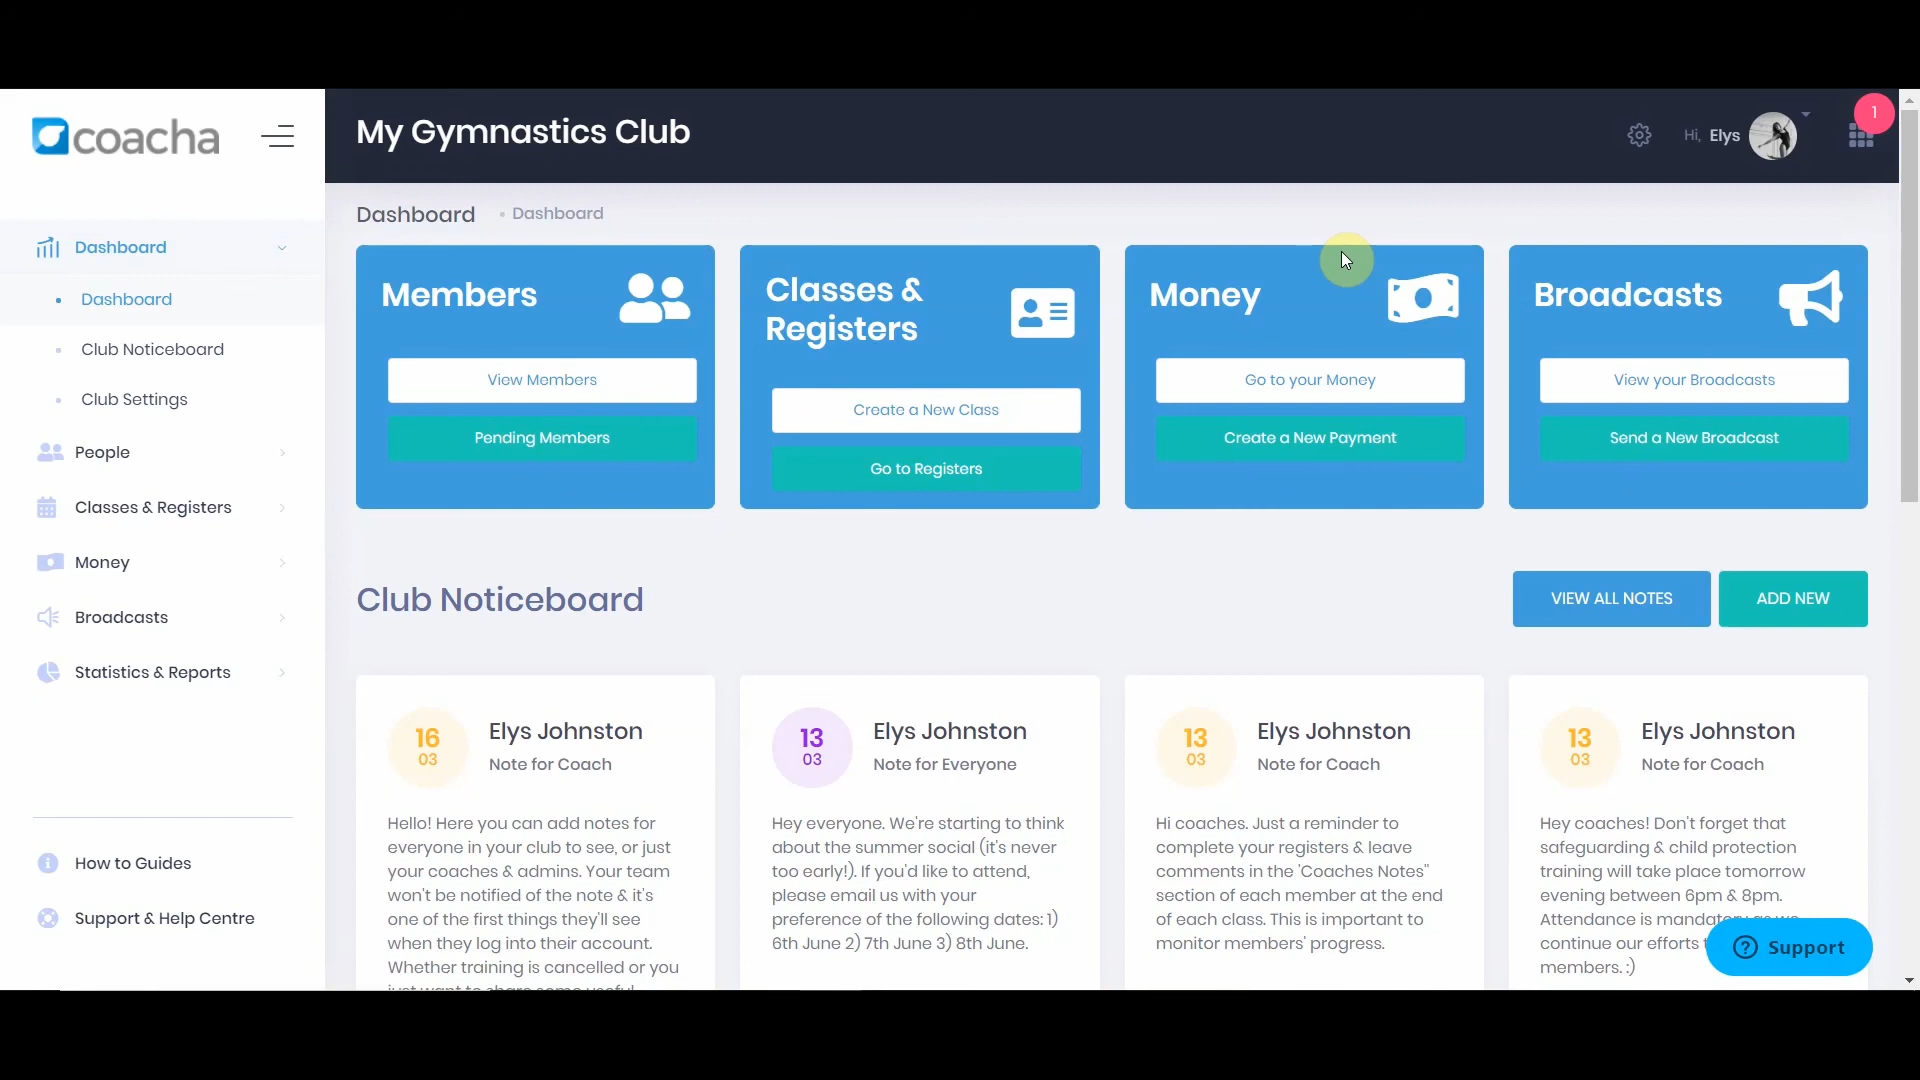 coacha
My Gymnastics Club
Hi, Elys
1
Dashboard
Dashboard
Club Noticeboard
Club Settings
People
Classes & Registers
Money
Broadcasts
Statistics & Reports
How to Guides
Support & Help Centre
Dashboard • Dashboard
Members
View Members
Pending Members
Classes &
Registers
Create a New Class
Go to Registers
Money
Go to your Money
Create a New Payment
Broadcasts
View your Broadcasts
Send a New Broadcast
Club Noticeboard
VIEW ALL NOTES
ADD NEW
16
03
Elys Johnston
Note for Coach
Hello! Here you can add notes for
everyone in your club to see, or just
your coaches & admins. Your team
won't be notified of the note & it's
one of the first things they'll see
when they log into their account.
Whether training is cancelled or you
13
03
Elys Johnston
Note for Everyone
Hey everyone. We're starting to think
about the summer social (it's never
too early!). If you'd like to attend,
please email us with your
preference of the following dates: 1)
6th June 2) 7th June 3) 8th June.
13
03
Elys Johnston
Note for Coach
Hi coaches. Just a reminder to
complete your registers & leave
comments in the 'Coaches Notes"
section of each member at the end
of each class. This is important to
monitor members' progress.
13
03
Elys Johnston
Note for Coach
Hey coaches! Don't forget that
safeguarding & child protection
training will take place tomorrow
evening between 6pm & 8pm.
Attendance is mandatory as we
continue our efforts
members. :)
Support